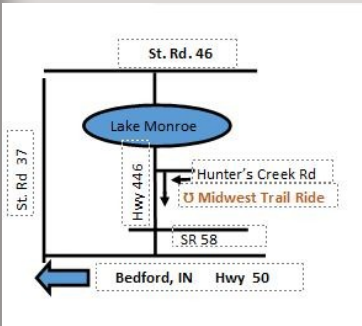 St. Rd. 46
Lake Monroe
St. Rd 37
Hwy 446
Hunter's Creek Rd
Ʊ Midwest Trail Ride
SR 58
Bedford, IN Hwy 50